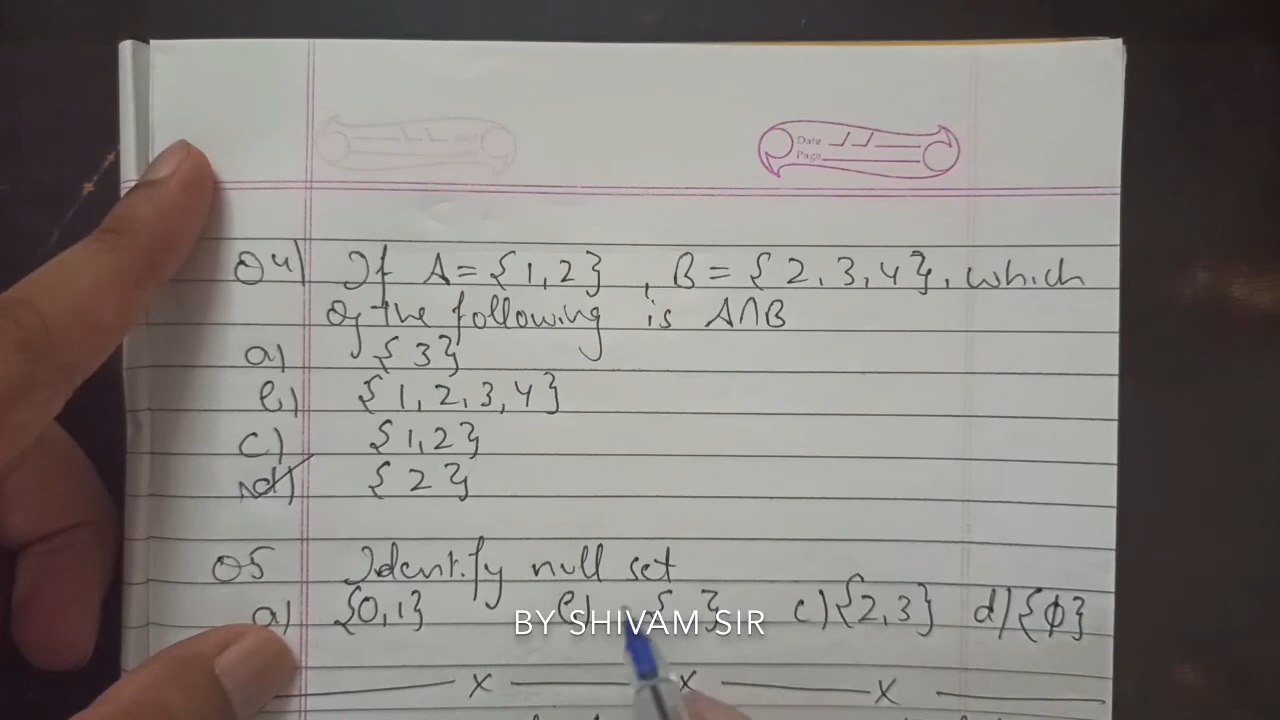 Date
Page
Q4) If A = {1,2} , B = {2,3,4}, which
of the following is A∩B
a) {3}
b) {1,2,3,4}
c) {1,2}
d) {2}
Q5 Identify null set
a) {0,1} b) { } c) {2,3} d) {ϕ}
BY SHIVAM SIR
x x x